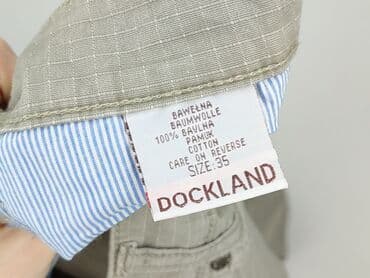 BAWEŁNA
BAUMWOLLE
100% BAVLNA
PAMUK
COTTON
CARE ON REVERSE
SIZE: 35
DOCKLAND